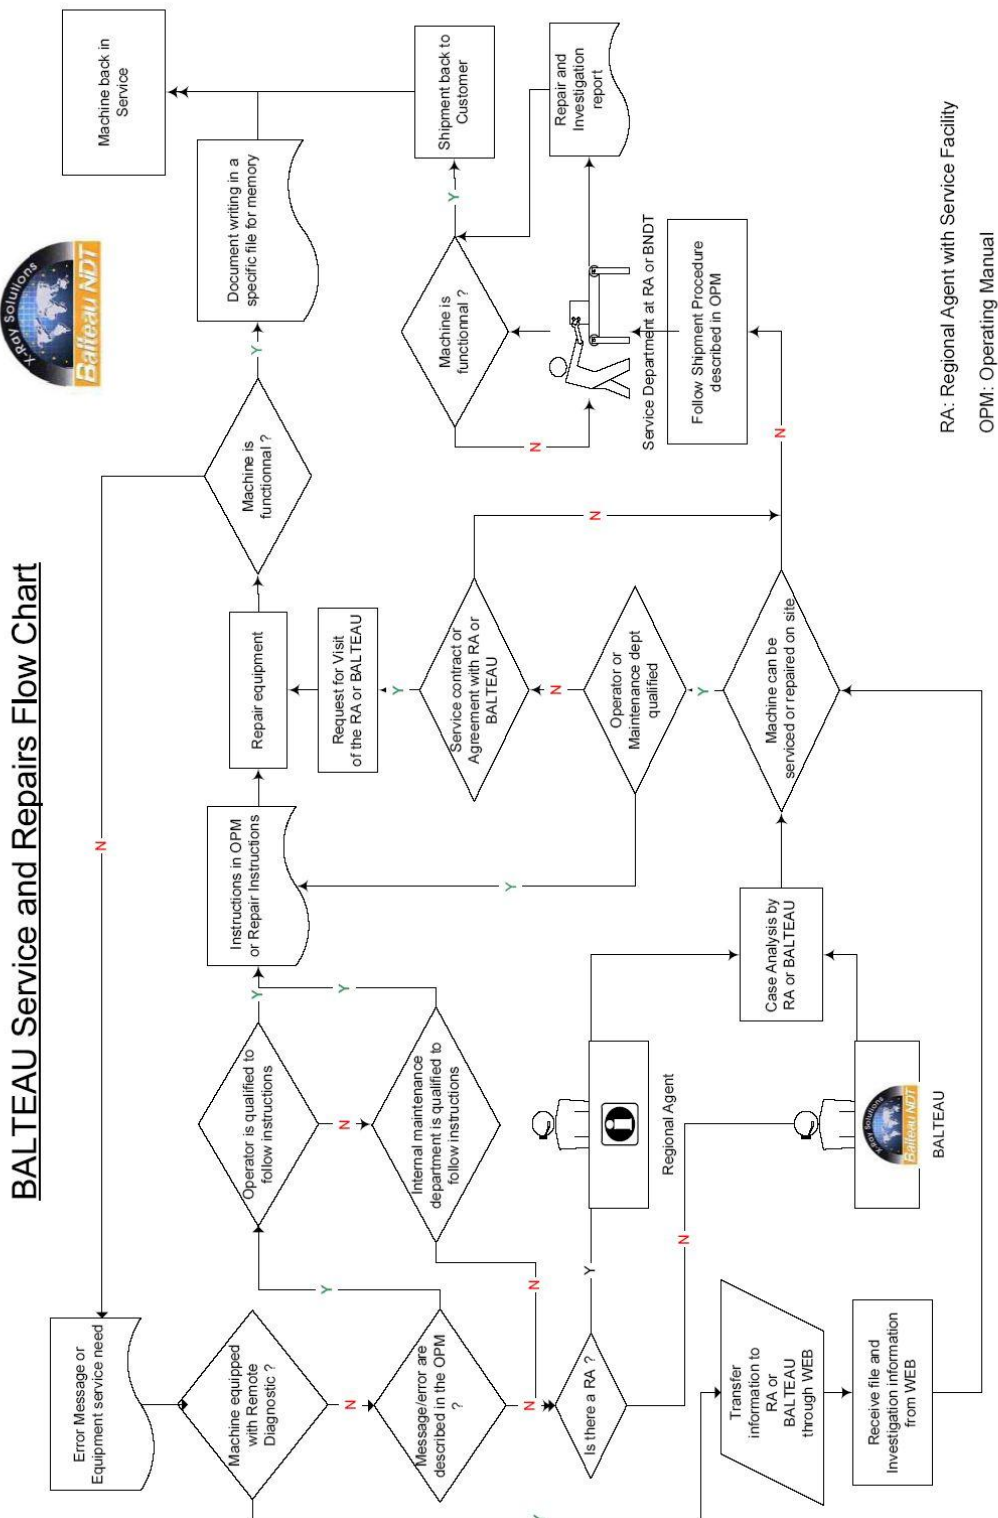 BALTEAU Service and Repairs Flow Chart
X-Ray Solutions
Balteau NDT
Error Message or
Equipment service need
N
Machine back in
Service
Machine equipped
with Remote
Diagnostic ?
Operator is qualified to
follow instructions
Y
Instructions in OPM
or Repair Instructions
Repair equipment
Machine is
functionnal ?
Y
Document writing in a
specific file for memory
N
Y
N
Y
Request for Visit
of the RA or BALTEAU
Message/error are
described in the OPM
?
Internal maintenance
department is qualified to
follow instructions
Y
Service contract or
Agreement with RA or
BALTEAU
Machine is
functionnal ?
Y
Shipment back to
Customer
N
N
Y
N
N
N
Y
Is there a RA ?
Y
Regional Agent
Operator or
Maintenance dept
qualified
Service Department at RA or BNDT
Repair and
Investigation
report
N
Y
Follow Shipment Procedure
described in OPM
Transfer
information to
RA or
BALTEAU
through WEB
Case Analysis by
RA or BALTEAU
Machine can be
serviced or repaired on site
N
Receive file and
Investigation information
from WEB
X-Ray Solutions
Balteau NDT
BALTEAU
RA: Regional Agent with Service Facility
OPM: Operating Manual